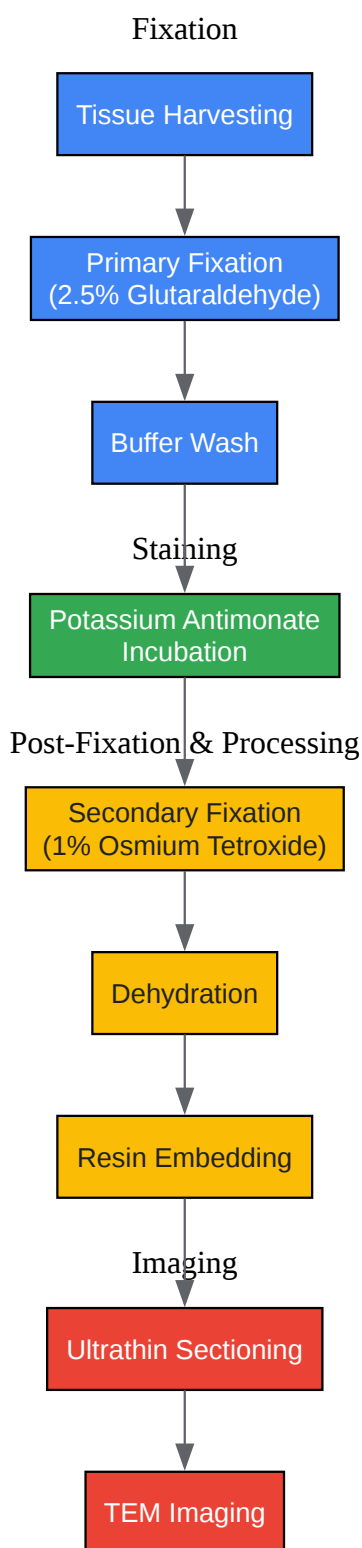 Fixation
Tissue Harvesting
Primary Fixation
(2.5% Glutaraldehyde)
Buffer Wash
Staining
Potassium Antimonate
Incubation
Post-Fixation & Processing
Secondary Fixation
(1% Osmium Tetroxide)
Dehydration
Resin Embedding
Imaging
Ultrathin Sectioning
TEM Imaging